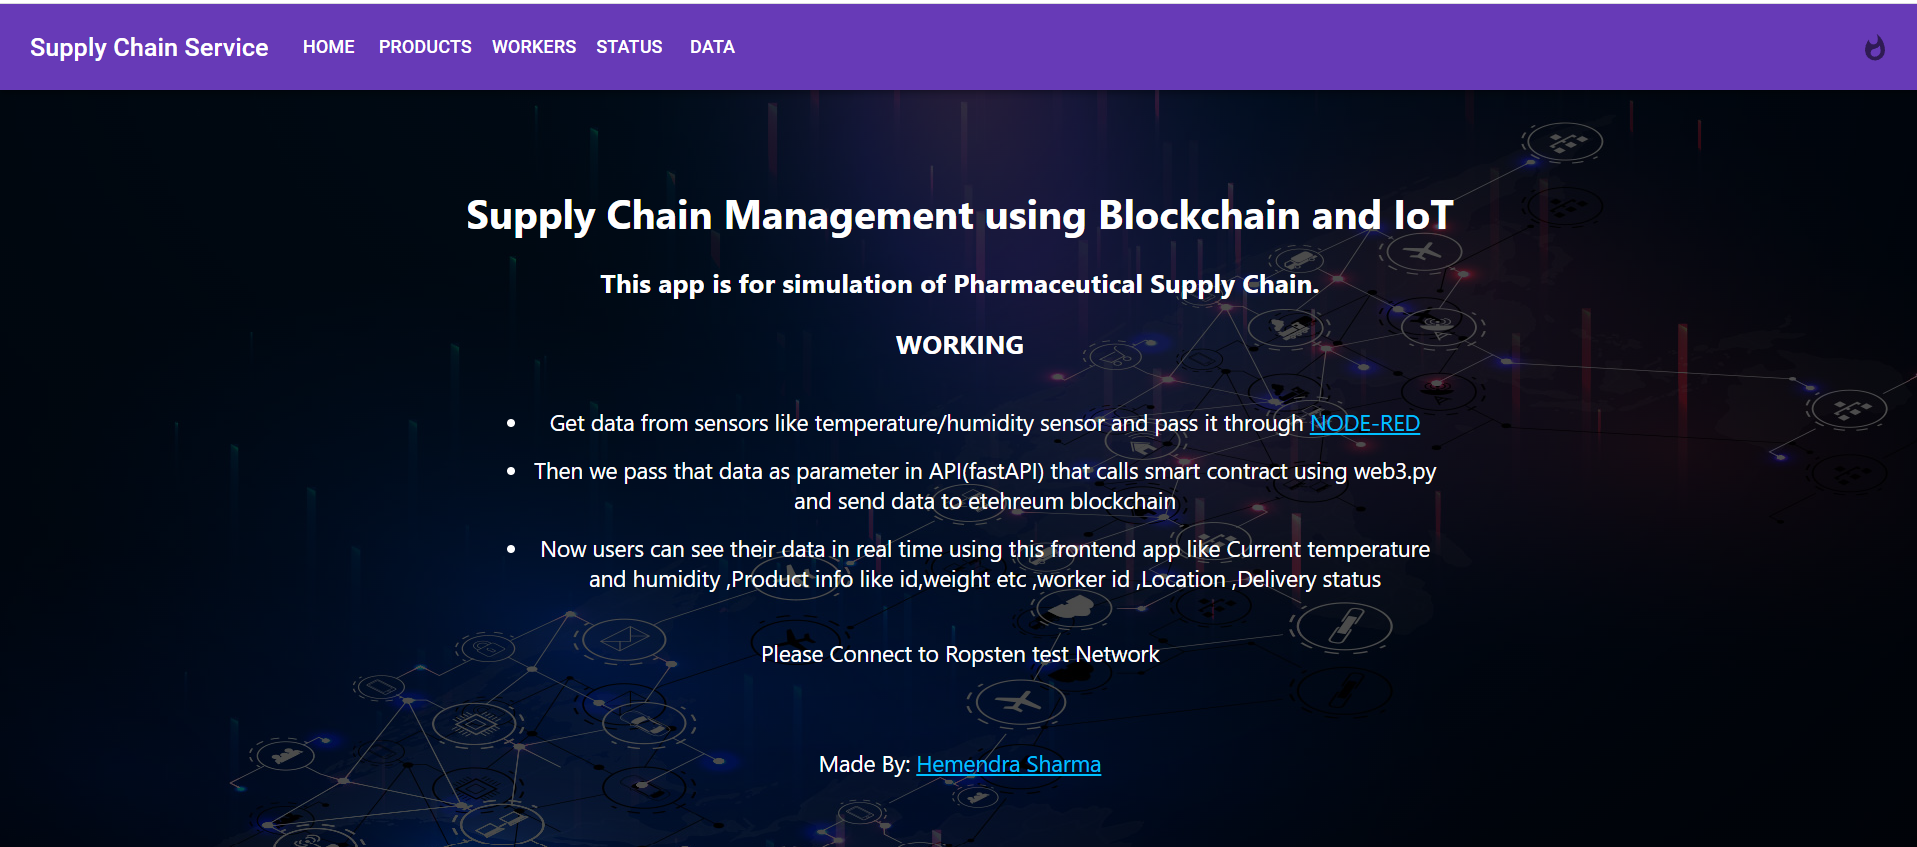 Supply Chain Service HOME PRODUCTS WORKERS STATUS DATA
Supply Chain Management using Blockchain and IoT
This app is for simulation of Pharmaceutical Supply Chain.
WORKING
• Get data from sensors like temperature/humidity sensor and pass it through NODE-RED
• Then we pass that data as parameter in API(fastAPI) that calls smart contract using web3.py
and send data to etehreum blockchain
• Now users can see their data in real time using this frontend app like Current temperature
and humidity ,Product info like id,weight etc ,worker id ,Location ,Delivery status
Please Connect to Ropsten test Network
Made By: Hemendra Sharma